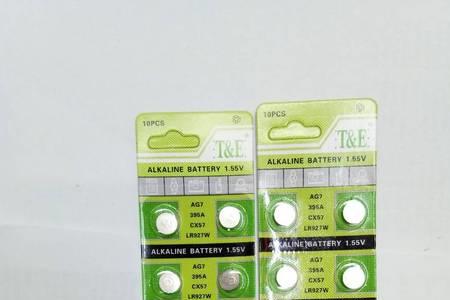 10PCS
T&E
ALKALINE BATTERY 1.55V
AG7
395A
CX57
LR927W
ALKALINE BATTERY 1.55V
AG7
395A
CX57
LR927W
10PCS
T&E
ALKALINE BATTERY 1.55V
AG7
395A
CX57
LR927W
ALKALINE BATTERY 1.55V
AG7
395A
CX57
LR927W